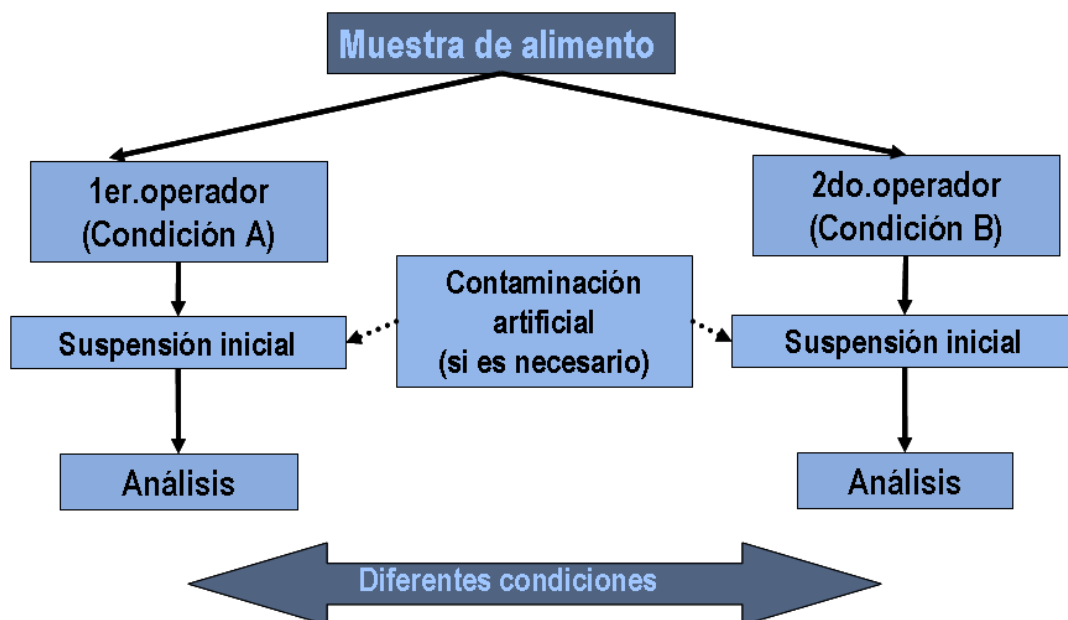 Muestra de alimento
1er.operador
(Condición A)
2do.operador
(Condición B)
Contaminación
artificial
(si es necesario)
Suspensión inicial
Suspensión inicial
Análisis
Análisis
Diferentes condiciones